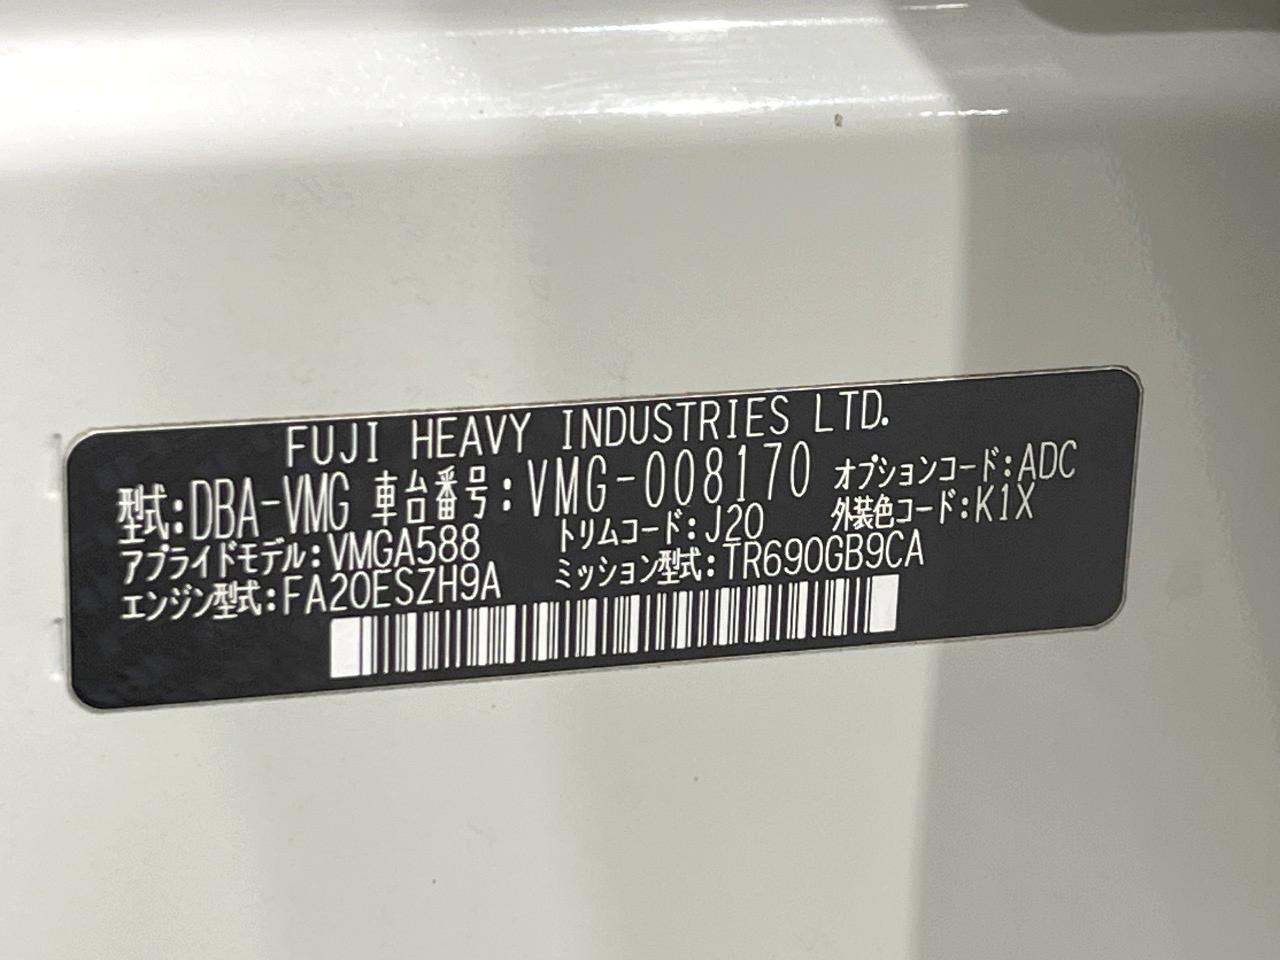 FUJI HEAVY INDUSTRIES LTD.
型式:DBA-VMG 車台番号:VMG-008170 オプションコード:ADC
アプライドモデル:VMGA588 トリムコード:J20 外装色コード:K1X
エンジン型式:FA20ESZH9A ミッション型式:TR690GB9CA